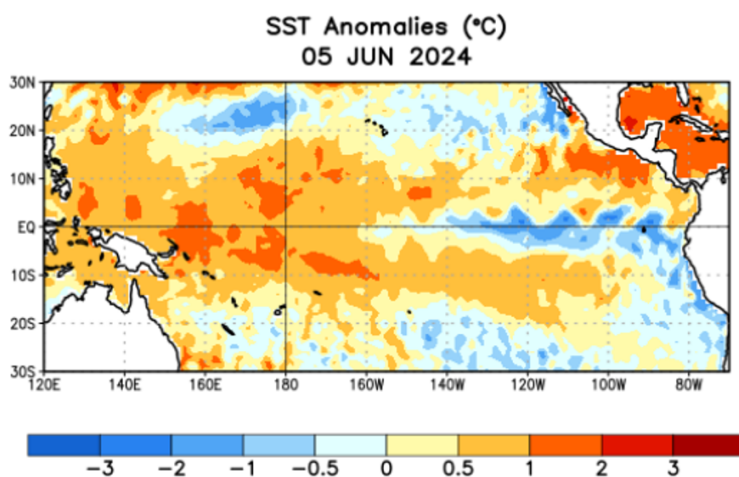 SST Anomalies (°C)
05 JUN 2024
30N
20N
10N
EQ
10S
20S
30S
120E 140E 160E 180 160W 140W 120W 100W 80W
-3 -2 -1 -0.5 0 0.5 1 2 3